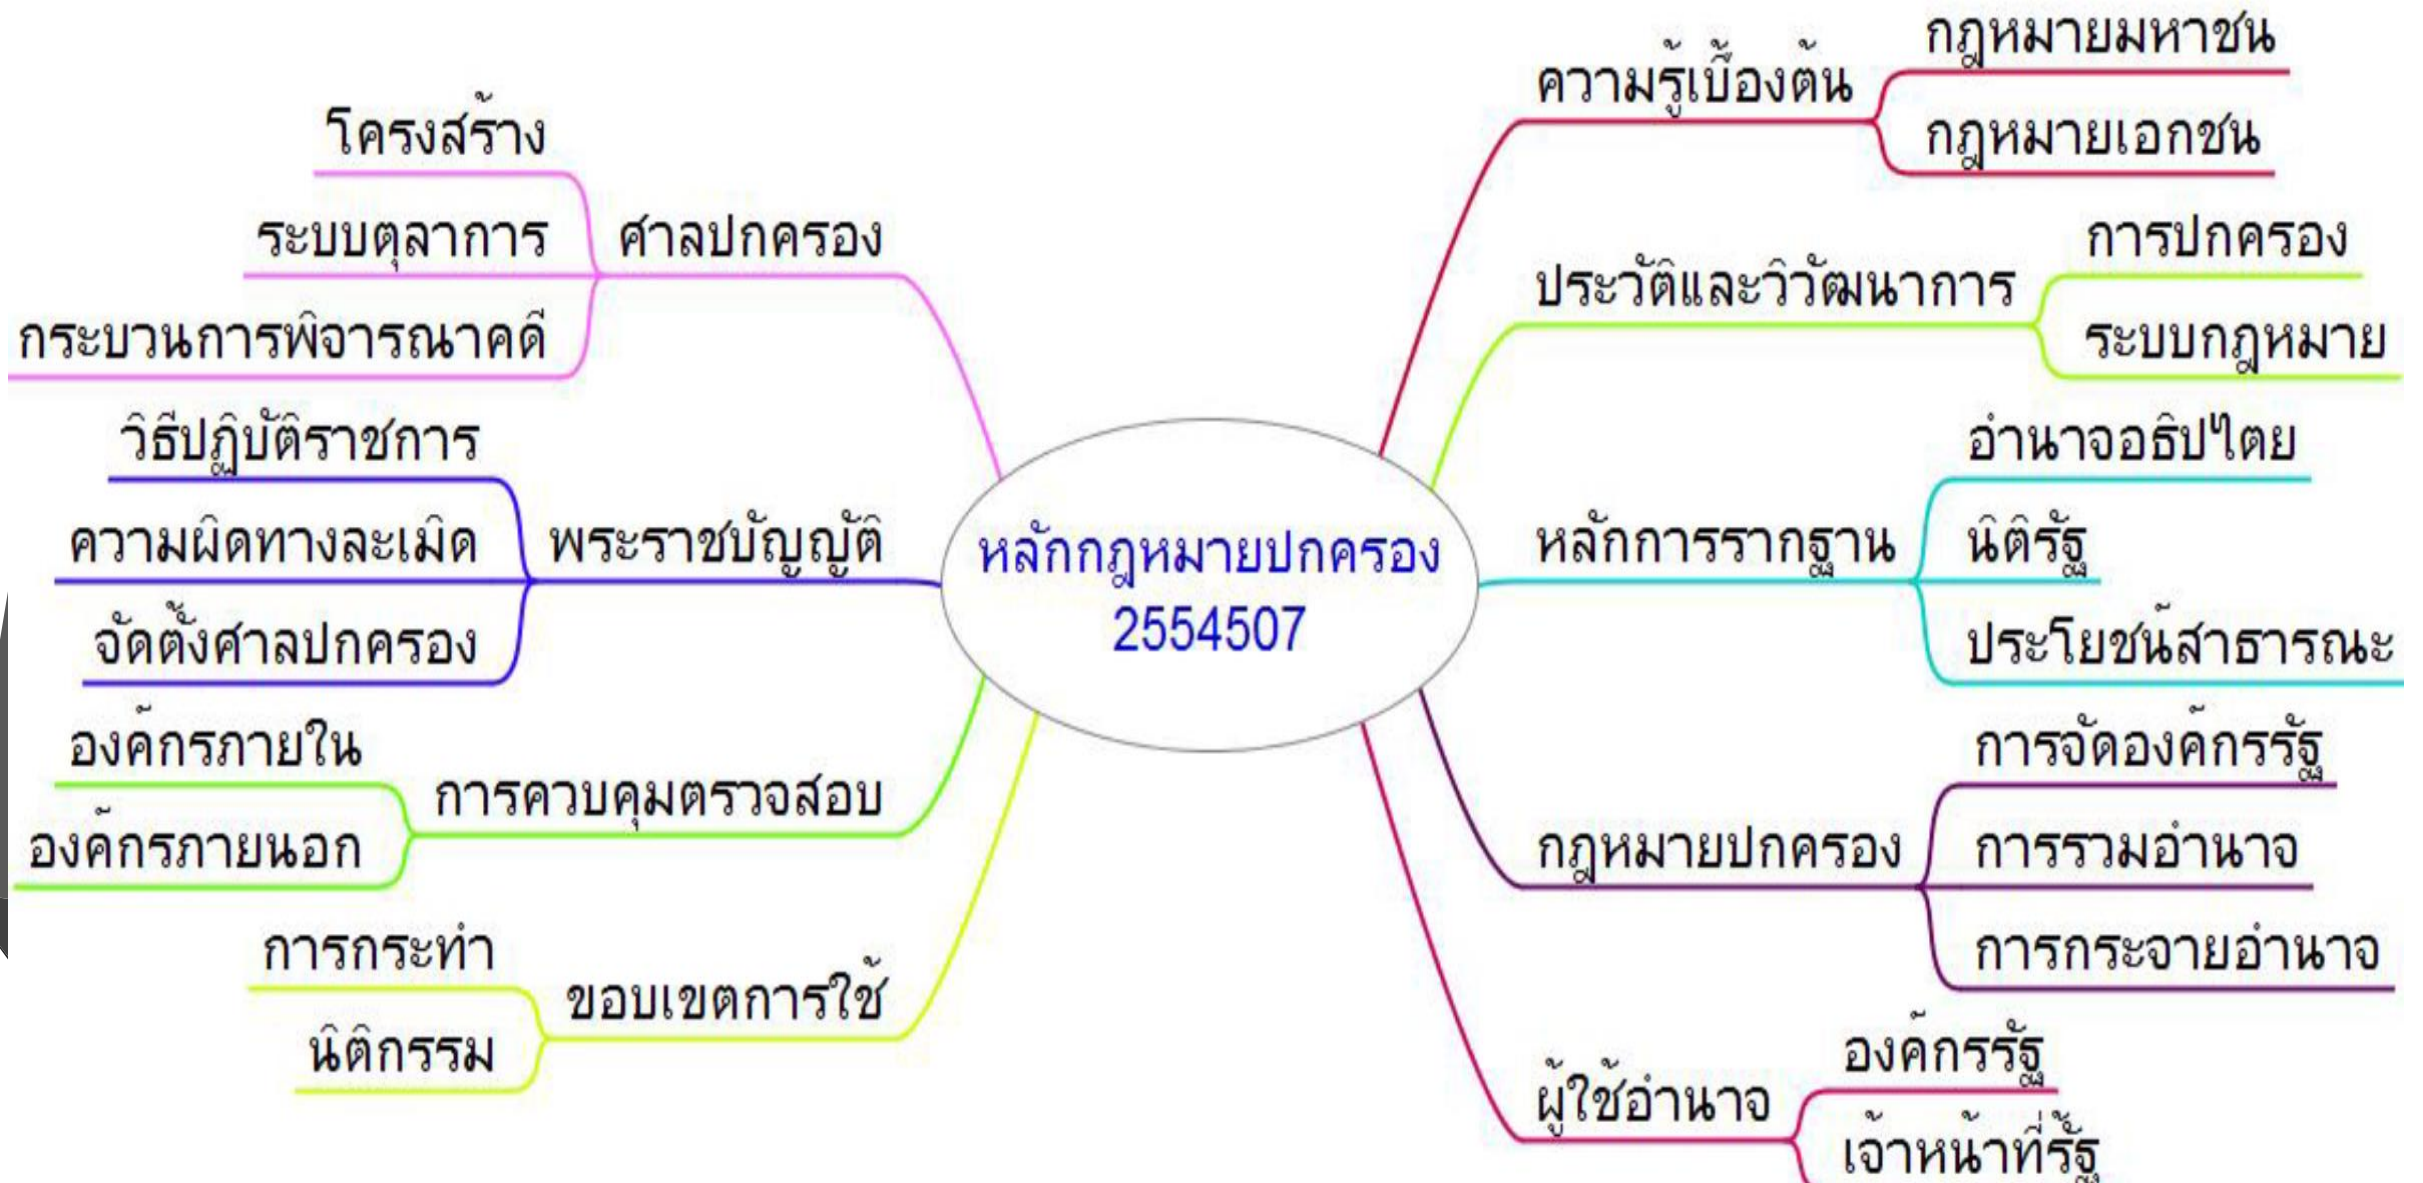 หลักกฎหมายปกครอง
2554507
ความรู้เบื้องต้น
กฎหมายมหาชน
กฎหมายเอกชน
ประวัติและวิวัฒนาการ
การปกครอง
ระบบกฎหมาย
หลักการรากฐาน
อำนาจอธิปไตย
นิติรัฐ
ประโยชน์สาธารณะ
กฎหมายปกครอง
การจัดองค์กรรัฐ
การรวมอำนาจ
การกระจายอำนาจ
ผู้ใช้อำนาจ
องค์กรรัฐ
เจ้าหน้าที่รัฐ
ศาลปกครอง
โครงสร้าง
ระบบตุลาการ
กระบวนการพิจารณาคดี
พระราชบัญญัติ
วิธีปฏิบัติราชการ
ความผิดทางละเมิด
จัดตั้งศาลปกครอง
การควบคุมตรวจสอบ
องค์กรภายใน
องค์กรภายนอก
ขอบเขตการใช้
การกระทำ
นิติกรรม